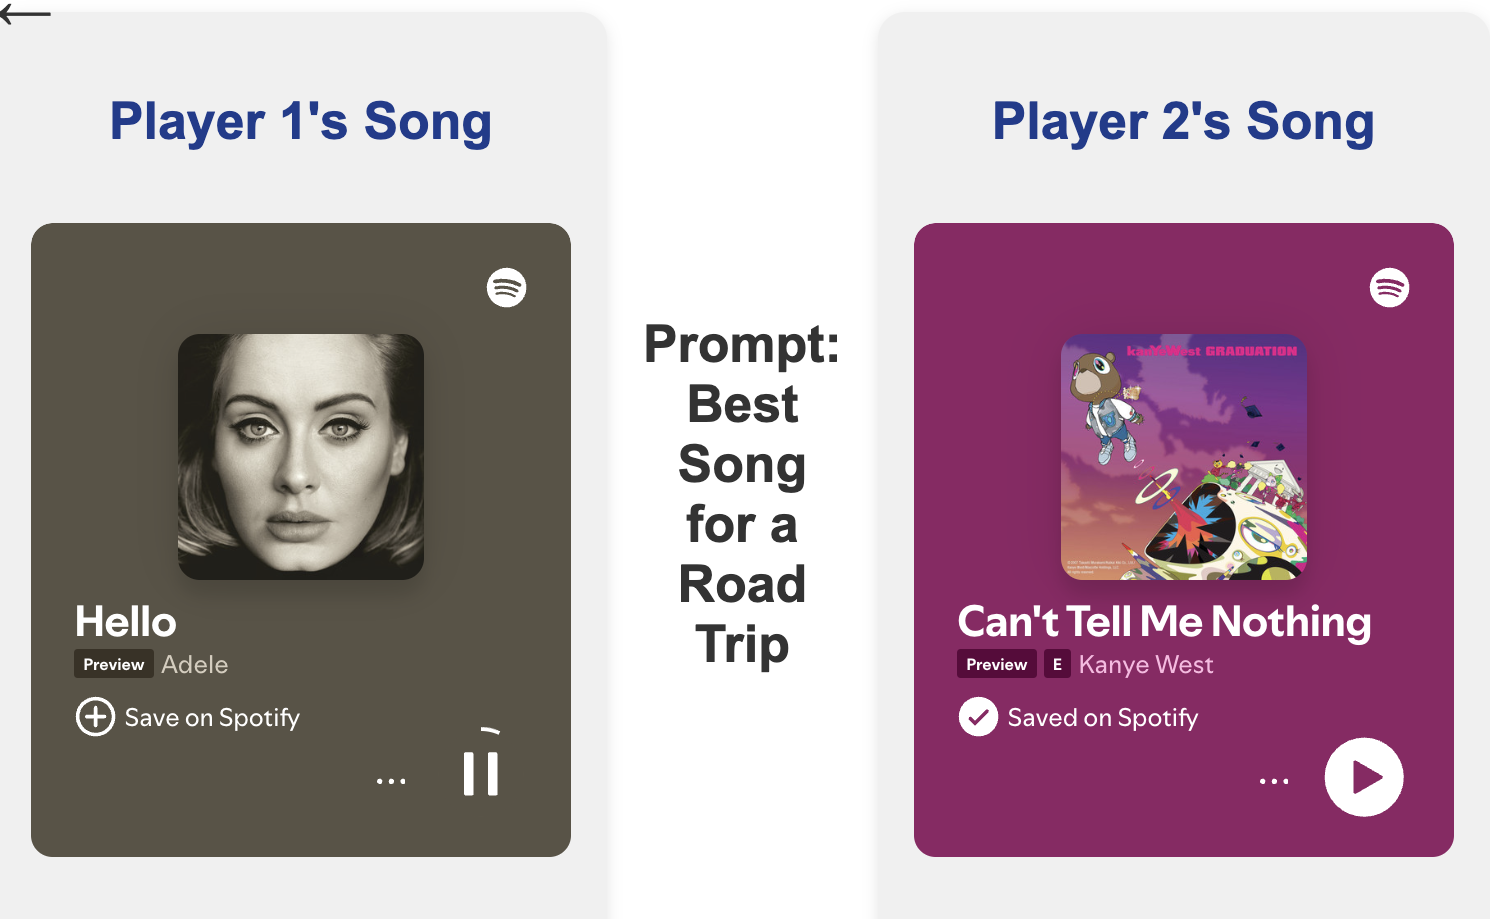 Player 1's Song
Hello
Preview Adele
Save on Spotify
Prompt:
Best
Song
for a
Road
Trip
Player 2's Song
kanYeWest GRADUATION
Can't Tell Me Nothing
Preview E Kanye West
Saved on Spotify